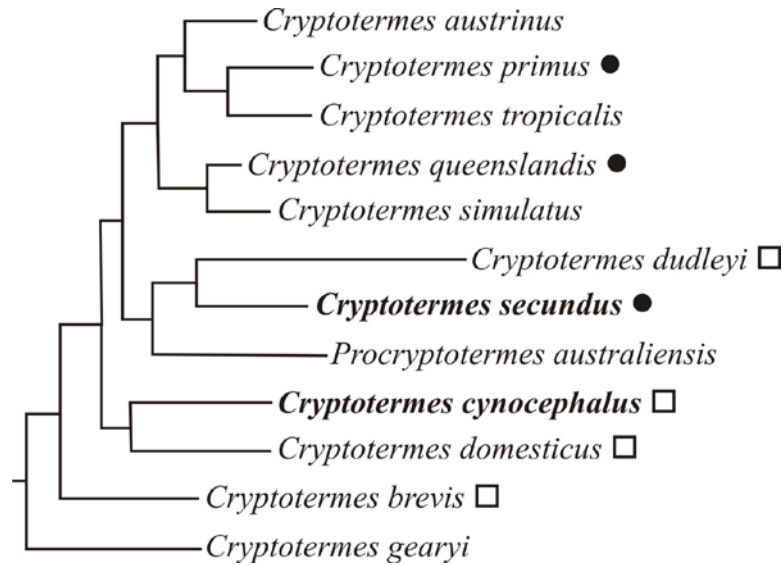 Cryptotermes austrinus
Cryptotermes primus
Cryptotermes tropicalis
Cryptotermes queenslandis
Cryptotermes simulatus
Cryptotermes dudleyi
Cryptotermes secundus
Procryptotermes australiensis
Cryptotermes cynocephalus
Cryptotermes domesticus
Cryptotermes brevis
Cryptotermes gearyi